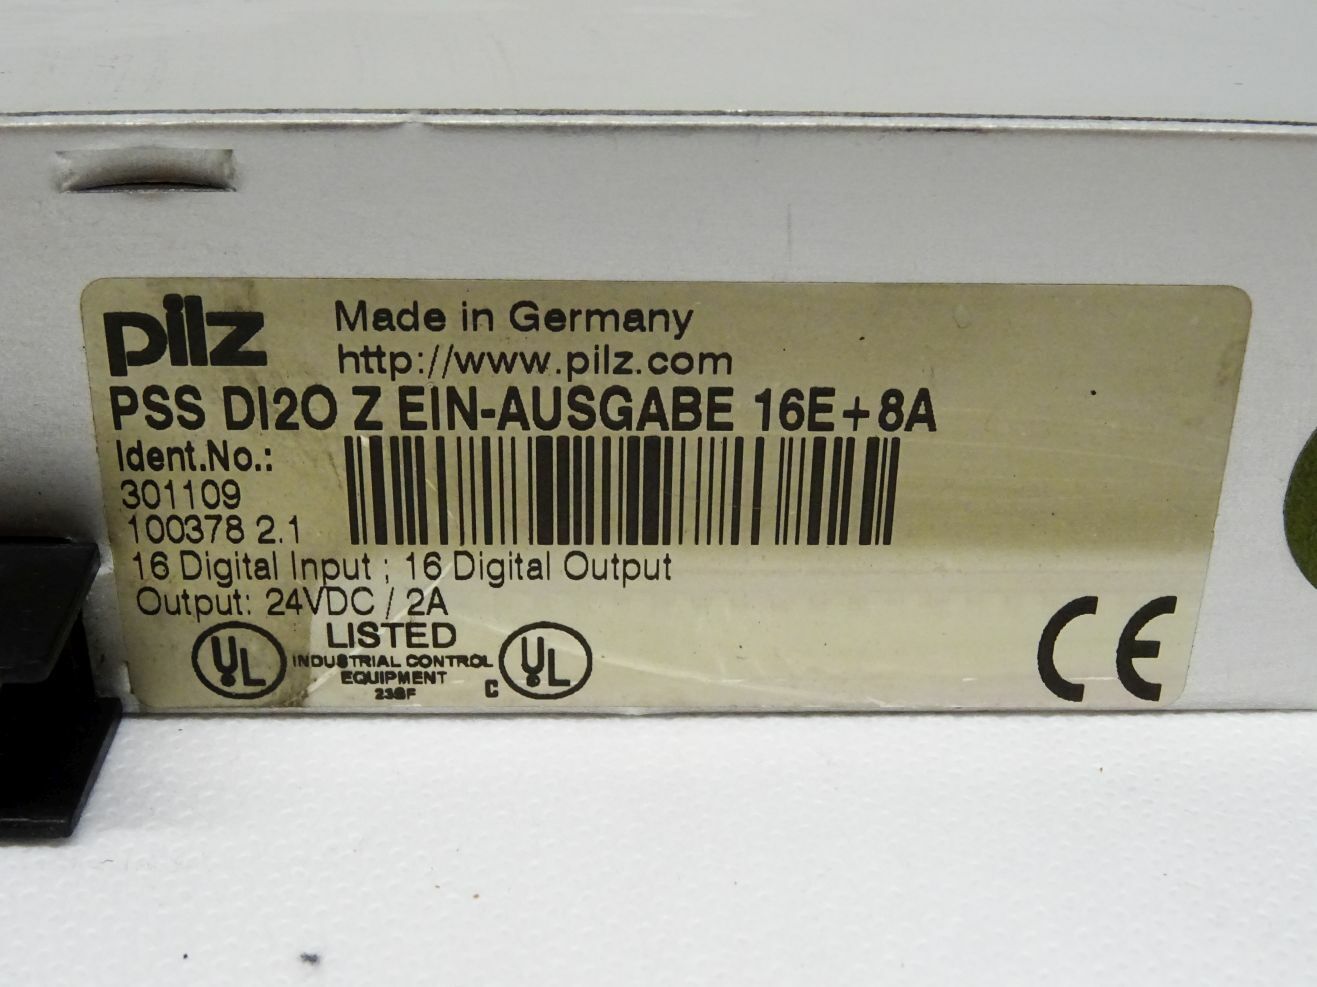 pilz
Made in Germany
http://www.pilz.com
PSS DI2O Z EIN-AUSGABE 16E+8A
Ident.No.:
301109
100378 2.1
16 Digital Input ; 16 Digital Output
Output: 24VDC / 2A
UL LISTED C UL
INDUSTRIAL CONTROL
EQUIPMENT
CE